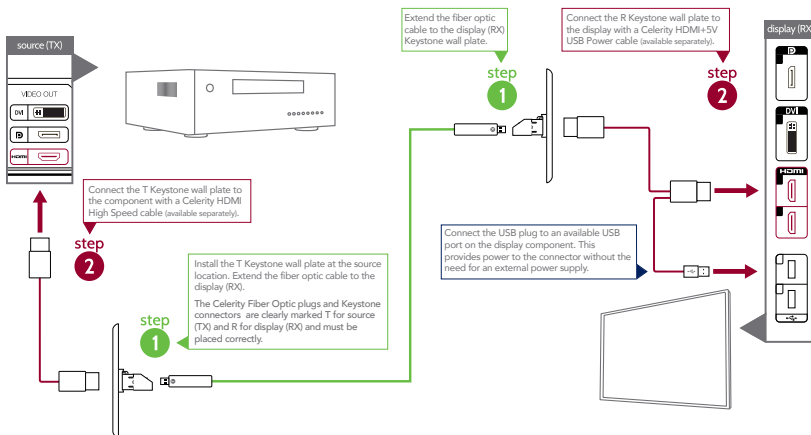 source (TX)
VIDEO OUT
DVI
HDMI
Connect the T Keystone wall plate to
the component with a Celerity HDMI
High Speed cable (available separately).
step
2
Install the T Keystone wall plate at the source
location. Extend the fiber optic cable to the
display (RX).
The Celerity Fiber Optic plugs and Keystone
connectors are clearly marked T for source
(TX) and R for display (RX) and must be
placed correctly.
step
1
Extend the fiber optic
cable to the display (RX)
Keystone wall plate.
step
1
Connect the R Keystone wall plate to
the display with a Celerity HDMI+5V
USB Power cable (available separately).
step
2
Connect the USB plug to an available USB
port on the display component. This
provides power to the connector without the
need for an external power supply.
display (RX)
DVI
HDMI